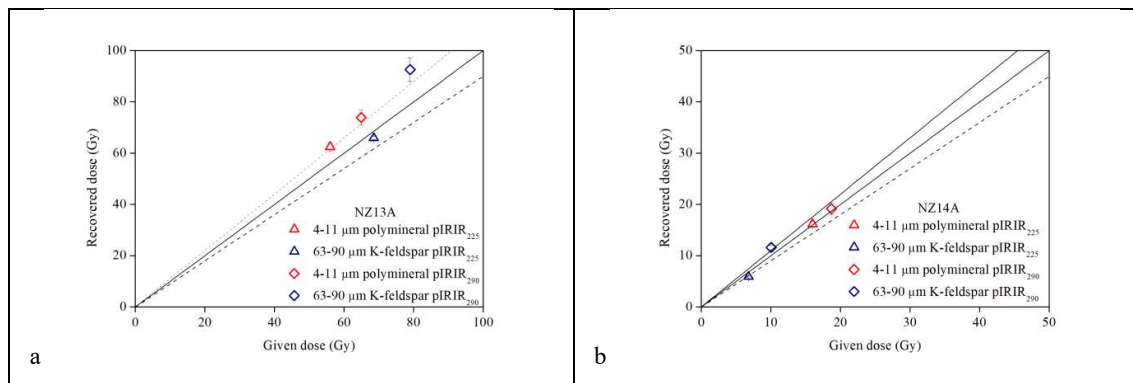 100
80
60
40
20
0
Recovered dose (Gy)
NZ13A
4-11 µm polymineral pIRIR225
63-90 µm K-feldspar pIRIR225
4-11 µm polymineral pIRIR290
63-90 µm K-feldspar pIRIR290
0 20 40 60 80 100
Given dose (Gy)
a
50
40
30
20
10
0
Recovered dose (Gy)
NZ14A
4-11 µm polymineral pIRIR225
63-90 µm K-feldspar pIRIR225
4-11 µm polymineral pIRIR290
63-90 µm K-feldspar pIRIR290
0 10 20 30 40 50
Given dose (Gy)
b